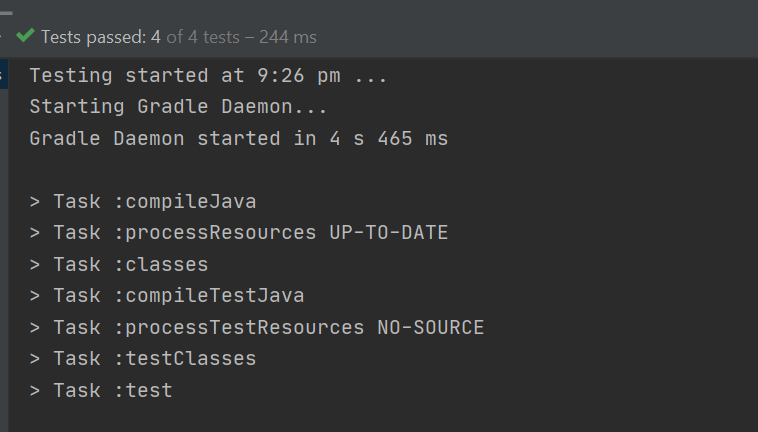 Tests passed: 4 of 4 tests – 244 ms
Testing started at 9:26 pm ...
Starting Gradle Daemon...
Gradle Daemon started in 4 s 465 ms
> Task :compileJava
> Task :processResources UP-TO-DATE
> Task :classes
> Task :compileTestJava
> Task :processTestResources NO-SOURCE
> Task :testClasses
> Task :test